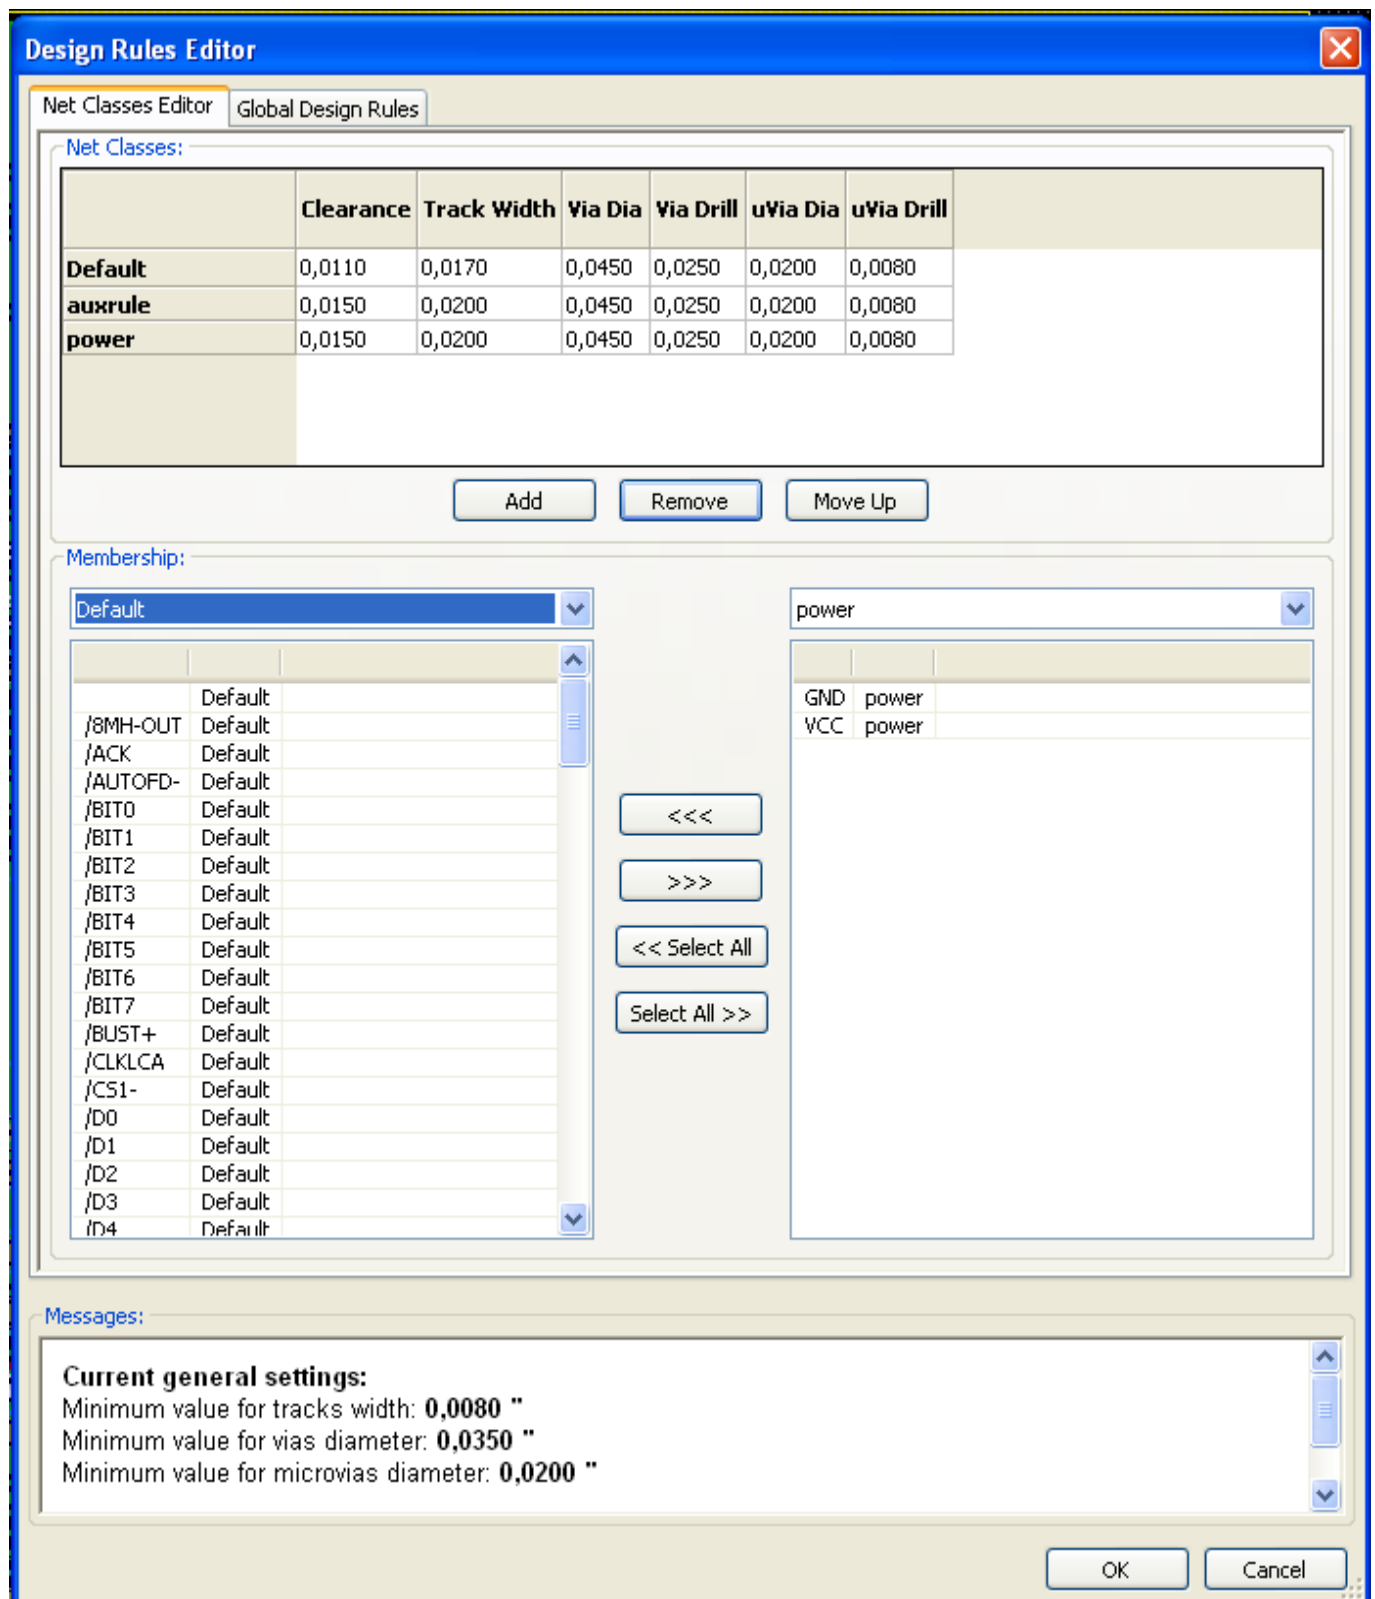 Design Rules Editor
Net Classes Editor Global Design Rules
Net Classes:
Clearance Track Width Via Dia Via Drill uVia Dia uVia Drill
Default 0,0110 0,0170 0,0450 0,0250 0,0200 0,0080
auxrule 0,0150 0,0200 0,0450 0,0250 0,0200 0,0080
power 0,0150 0,0200 0,0450 0,0250 0,0200 0,0080
Add Remove Move Up
Membership:
Default power
Default
/8MH-OUT Default
/ACK Default
/AUTOFD- Default
/BIT0 Default
/BIT1 Default
/BIT2 Default
/BIT3 Default
/BIT4 Default
/BIT5 Default
/BIT6 Default
/BIT7 Default
/BUST+ Default
/CLKLCA Default
/CS1- Default
/D0 Default
/D1 Default
/D2 Default
/D3 Default
/D4 Default
<<<
>>>
<< Select All
Select All >>
GND power
VCC power
Messages:
Current general settings:
Minimum value for tracks width: 0,0080 "
Minimum value for vias diameter: 0,0350 "
Minimum value for microvias diameter: 0,0200 "
OK Cancel